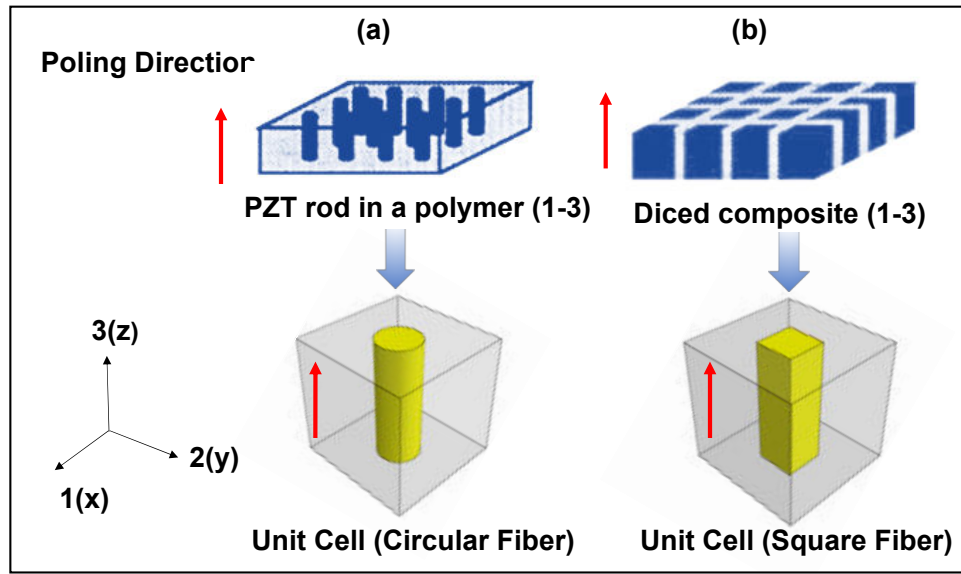 (a)
(b)
Poling Direction
PZT rod in a polymer (1-3)
Diced composite (1-3)
3(z)
2(y)
1(x)
Unit Cell (Circular Fiber)
Unit Cell (Square Fiber)